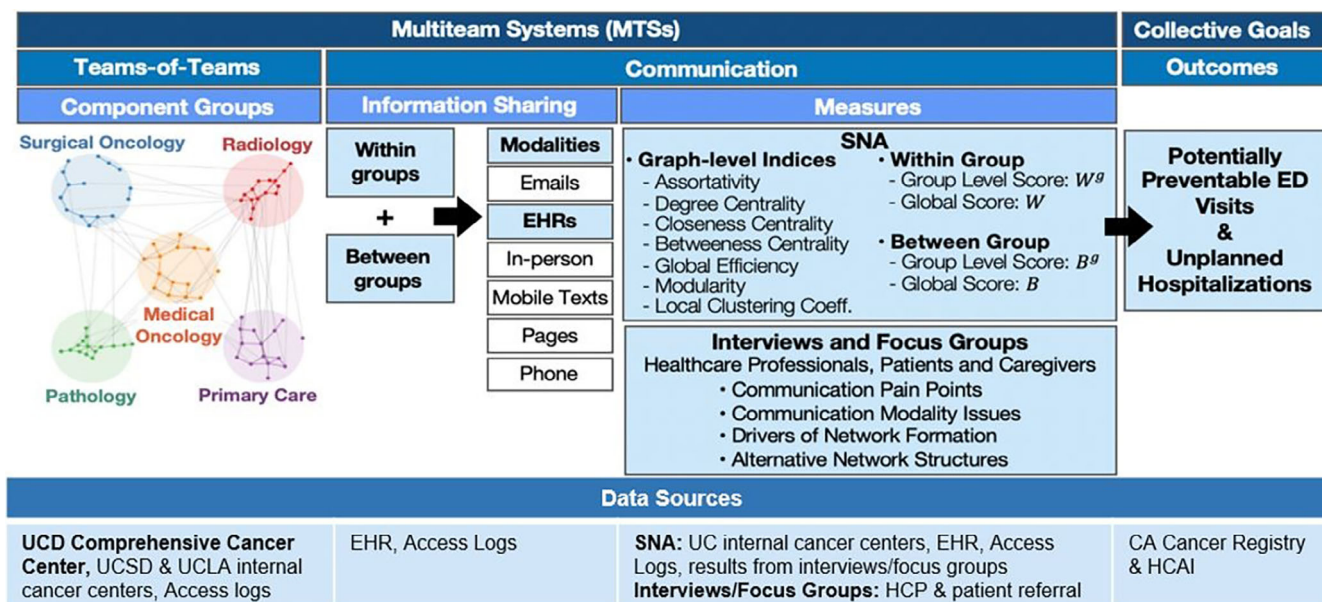 Multiteam Systems (MTSs)
Collective Goals
Teams-of-Teams
Communication
Outcomes
Component Groups
Information Sharing
Measures
Surgical Oncology
Radiology
Medical
Oncology
Pathology
Primary Care
Within
groups
+
Between
groups
Modalities
Emails
EHRs
In-person
Mobile Texts
Pages
Phone
SNA
• Graph-level Indices
- Assortativity
- Degree Centrality
- Closeness Centrality
- Betweeness Centrality
- Global Efficiency
- Modularity
- Local Clustering Coeff.
• Within Group
- Group Level Score: Wᵍ
- Global Score: W
• Between Group
- Group Level Score: Bᵍ
- Global Score: B
Interviews and Focus Groups
Healthcare Professionals, Patients and Caregivers
• Communication Pain Points
• Communication Modality Issues
• Drivers of Network Formation
• Alternative Network Structures
Potentially
Preventable ED
Visits
&
Unplanned
Hospitalizations
Data Sources
UCD Comprehensive Cancer
Center, UCSD & UCLA internal
cancer centers, Access logs
EHR, Access Logs
SNA: UC internal cancer centers, EHR, Access
Logs, results from interviews/focus groups
Interviews/Focus Groups: HCP & patient referral
CA Cancer Registry
& HCAI